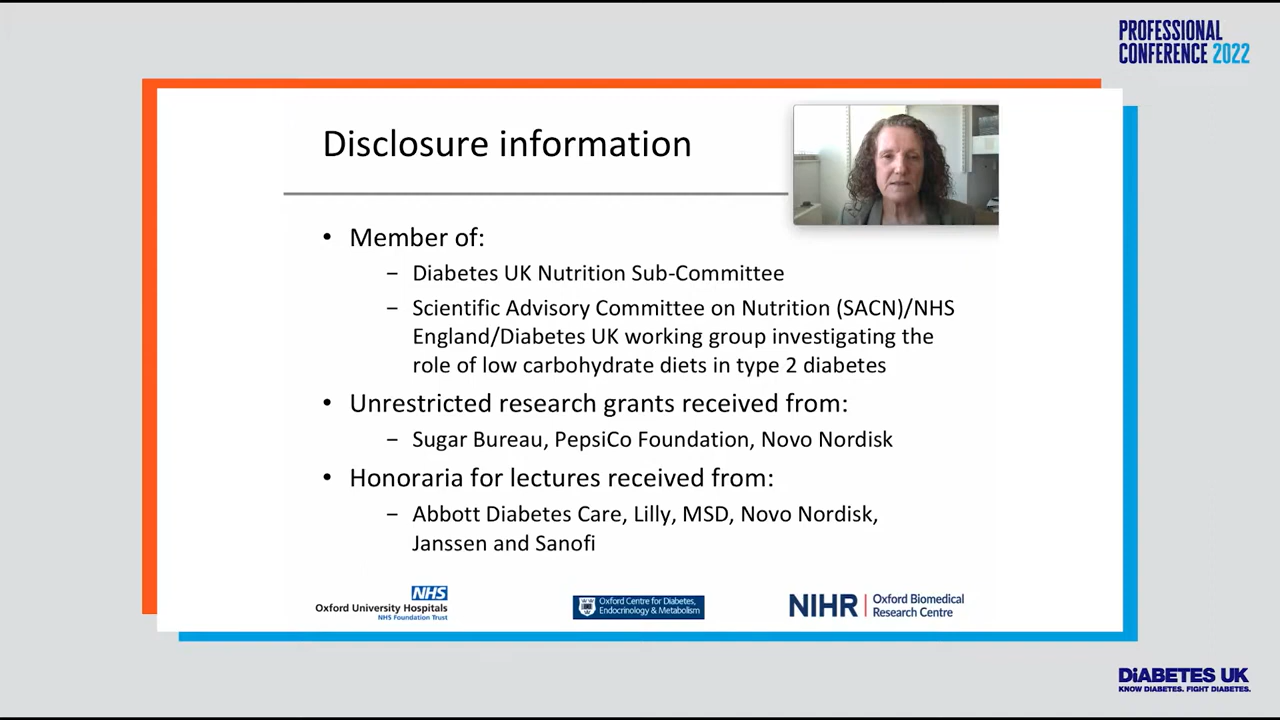 PROFESSIONAL
CONFERENCE 2022
Disclosure information
• Member of:
– Diabetes UK Nutrition Sub-Committee
– Scientific Advisory Committee on Nutrition (SACN)/NHS
England/Diabetes UK working group investigating the
role of low carbohydrate diets in type 2 diabetes
• Unrestricted research grants received from:
– Sugar Bureau, PepsiCo Foundation, Novo Nordisk
• Honoraria for lectures received from:
– Abbott Diabetes Care, Lilly, MSD, Novo Nordisk,
Janssen and Sanofi
NHS
Oxford University Hospitals
NHS Foundation Trust
Oxford Centre for Diabetes,
Endocrinology & Metabolism
NIHR | Oxford Biomedical
Research Centre
DiABETES UK
KNOW DIABETES. FIGHT DIABETES.